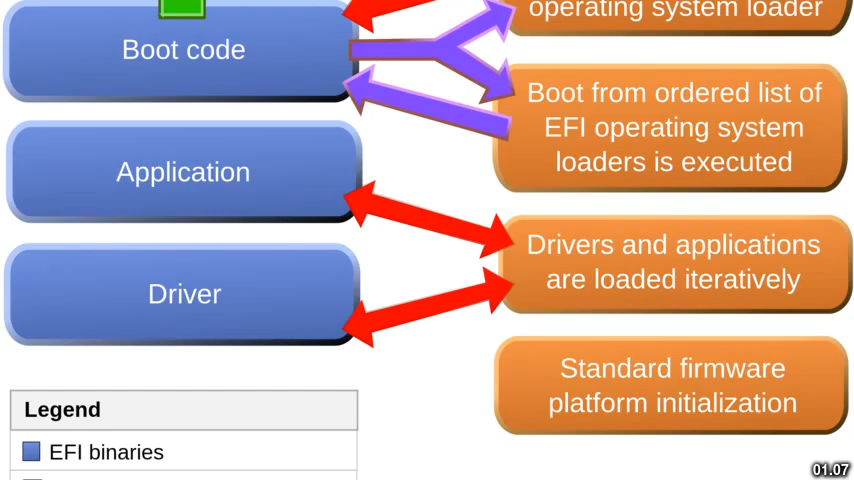 operating system loader
Boot code
Boot from ordered list of
EFI operating system
loaders is executed
Application
Drivers and applications
are loaded iteratively
Driver
Standard firmware
platform initialization
Legend
EFI binaries
01.07